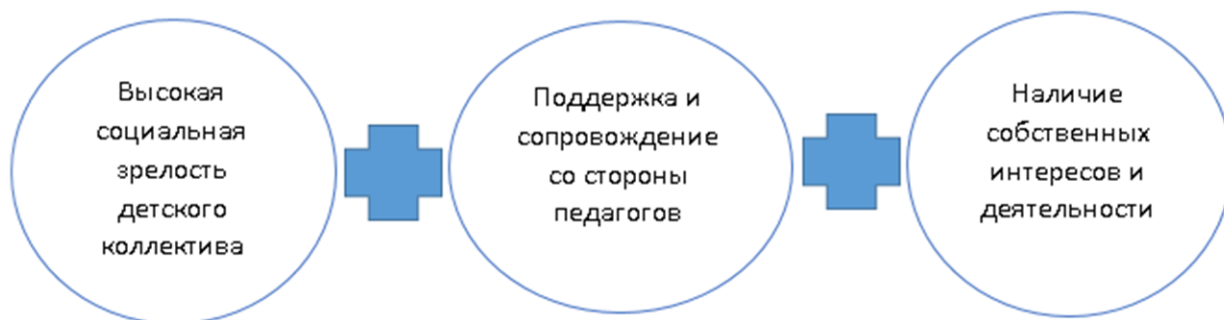 Высокая
социальная
зрелость
детского
коллектива
Поддержка и
сопровождение
со стороны
педагогов
Наличие
собственных
интересов и
деятельности